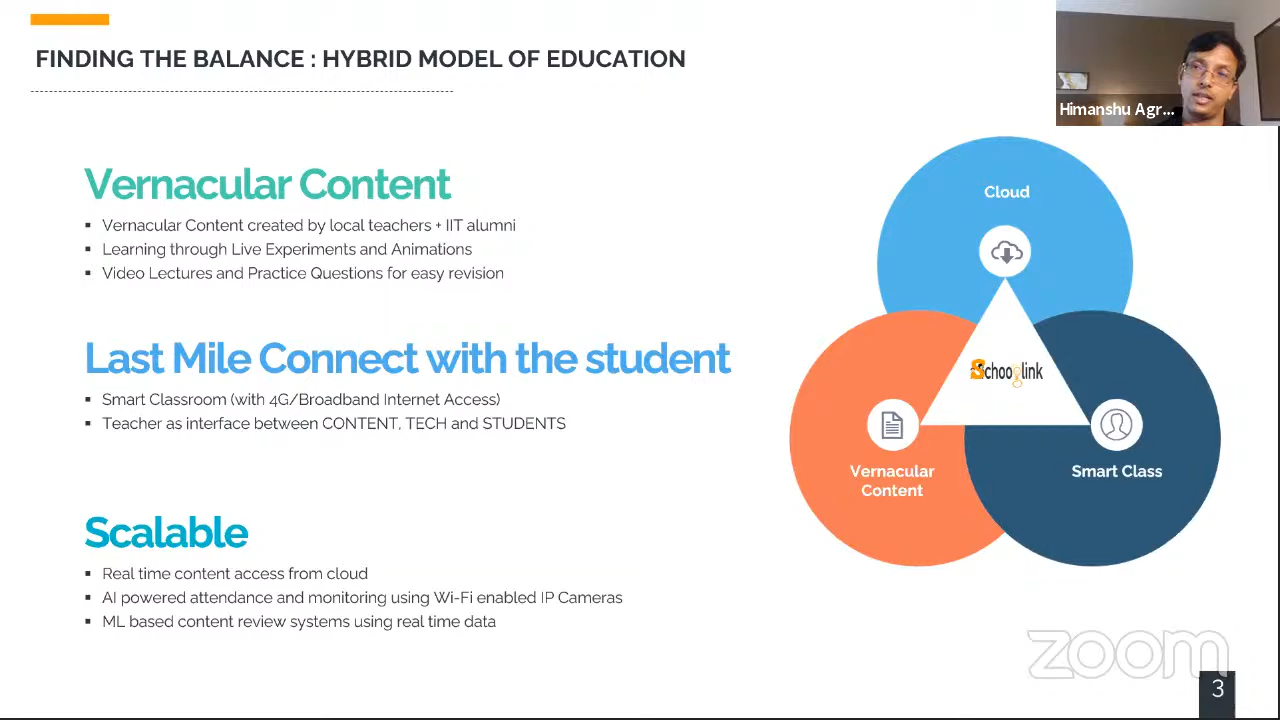 FINDING THE BALANCE : HYBRID MODEL OF EDUCATION
Himanshu Agr...
Vernacular Content
▪ Vernacular Content created by local teachers + IIT alumni
▪ Learning through Live Experiments and Animations
▪ Video Lectures and Practice Questions for easy revision
Last Mile Connect with the student
▪ Smart Classroom (with 4G/Broadband Internet Access)
▪ Teacher as interface between CONTENT, TECH and STUDENTS
Scalable
▪ Real time content access from cloud
▪ AI powered attendance and monitoring using Wi-Fi enabled IP Cameras
▪ ML based content review systems using real time data
Cloud
Schooglink
Vernacular
Content
Smart Class
zoom
3